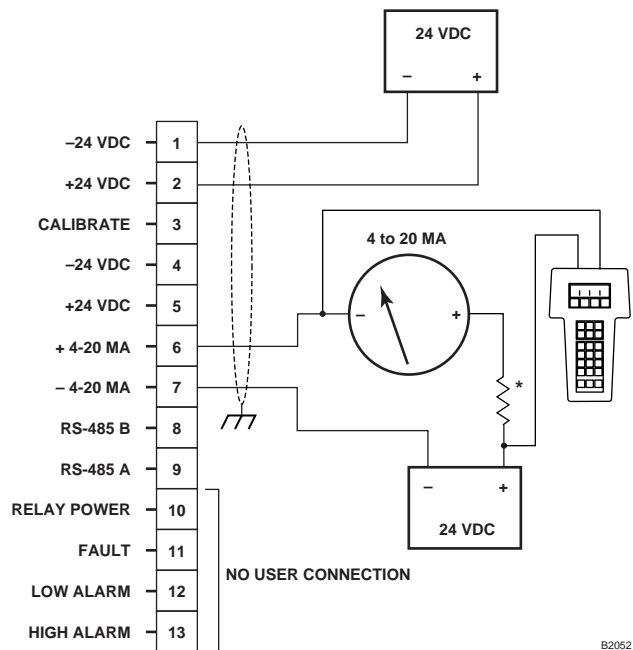 24 VDC
– +
–24 VDC 1
+24 VDC 2
CALIBRATE 3
4 to 20 MA
–24 VDC 4
+24 VDC 5
– +
+ 4-20 MA 6
– 4-20 MA 7
*
RS-485 B 8
RS-485 A 9
– +
24 VDC
RELAY POWER 10
FAULT 11
NO USER CONNECTION
LOW ALARM 12
HIGH ALARM 13
B2052